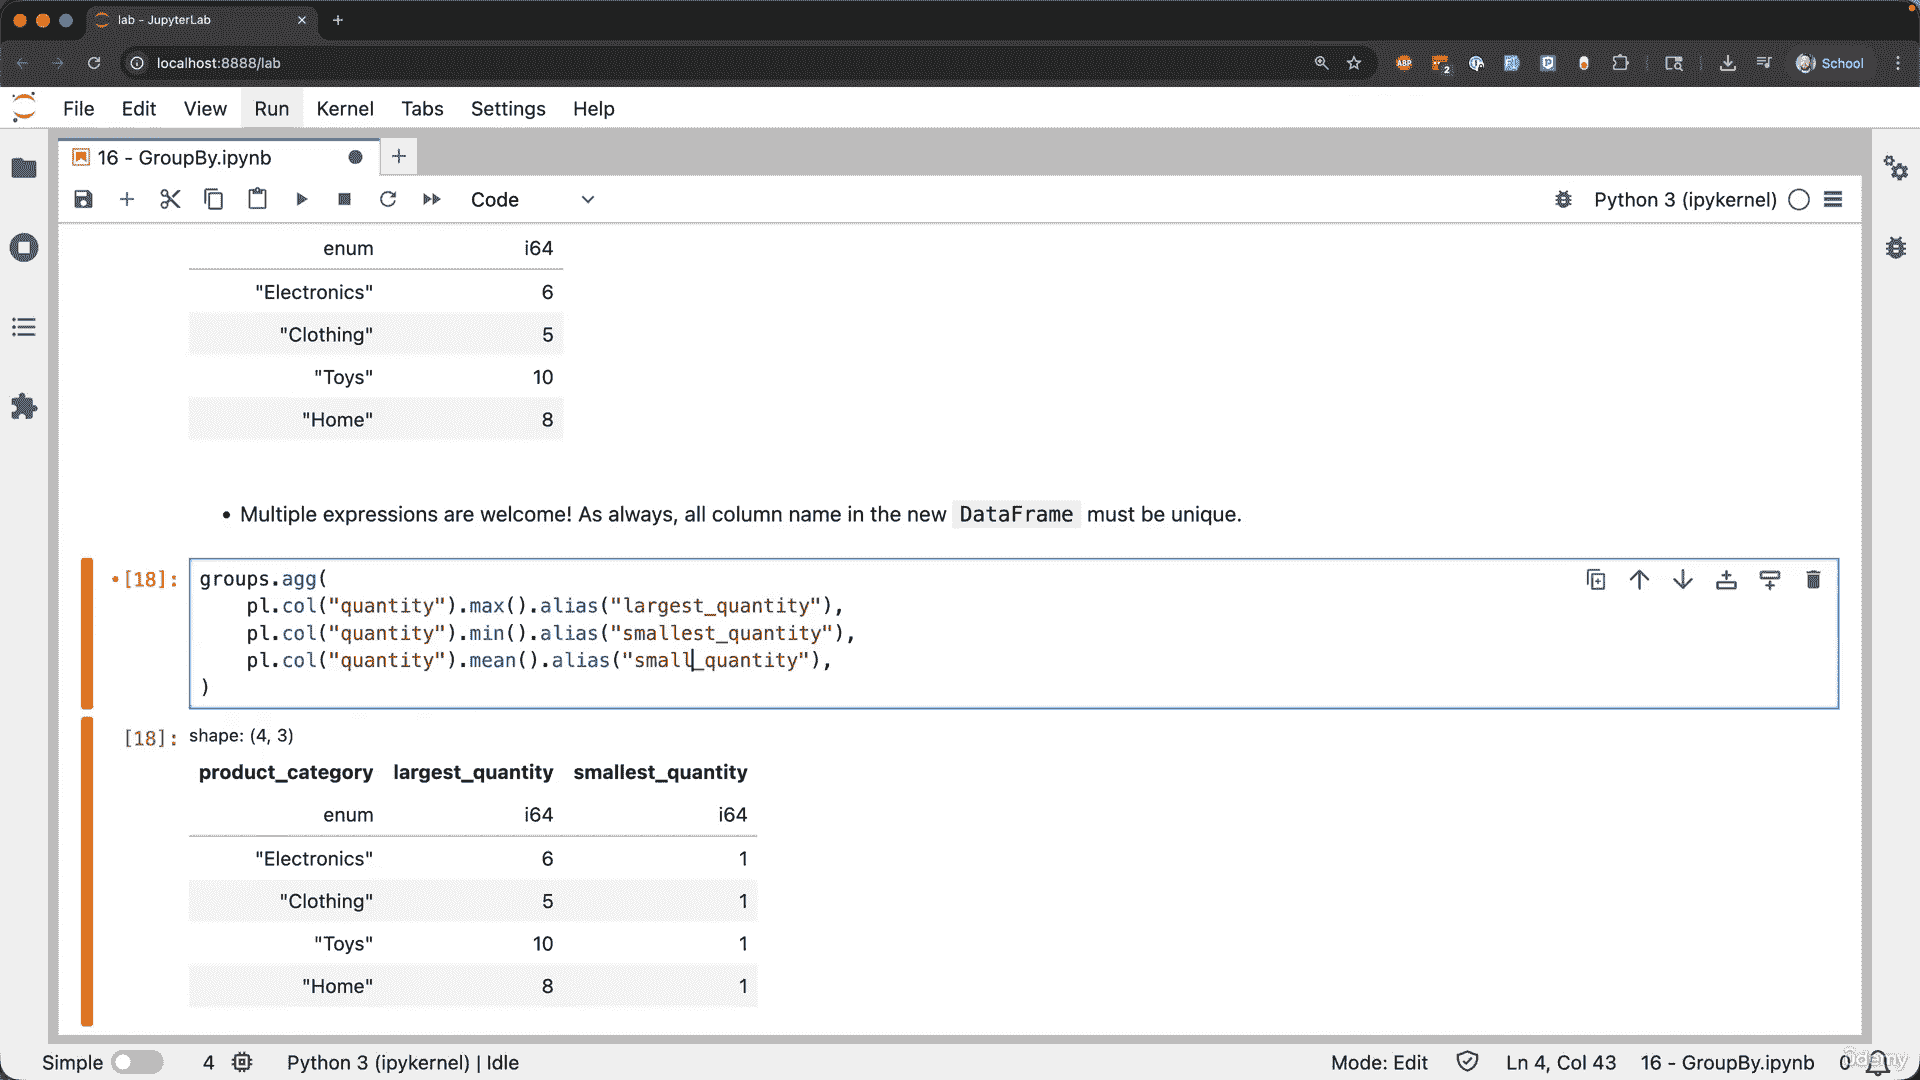 lab - JupyterLab
localhost:8888/lab
2
School
File Edit View Run Kernel Tabs Settings Help
16 - GroupBy.ipynb
Code
Python 3 (ipykernel)
enum i64
"Electronics" 6
"Clothing" 5
"Toys" 10
"Home" 8
• Multiple expressions are welcome! As always, all column name in the new DataFrame must be unique.
[18]: groups.agg(
pl.col("quantity").max().alias("largest_quantity"),
pl.col("quantity").min().alias("smallest_quantity"),
pl.col("quantity").mean().alias("small_quantity"),
)
[18]: shape: (4, 3)
product_category largest_quantity smallest_quantity
enum i64 i64
"Electronics" 6 1
"Clothing" 5 1
"Toys" 10 1
"Home" 8 1
Simple 4 Python 3 (ipykernel) | Idle Mode: Edit Ln 4, Col 43 16 - GroupBy.ipynb 0